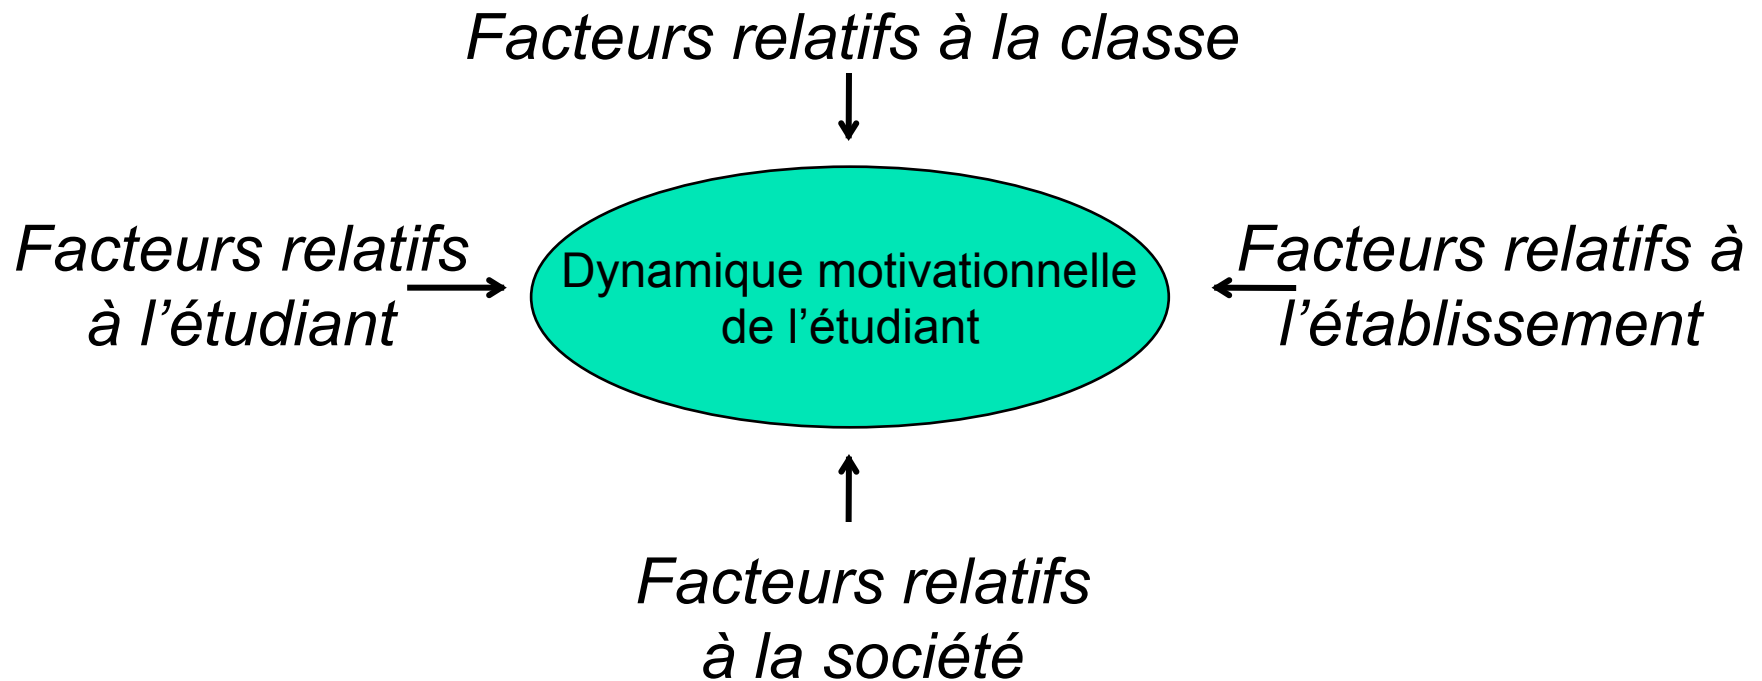 Facteurs relatifs à la classe
Facteurs relatifs
à l’étudiant
Dynamique motivationnelle
de l’étudiant
Facteurs relatifs à
l’établissement
Facteurs relatifs
à la société